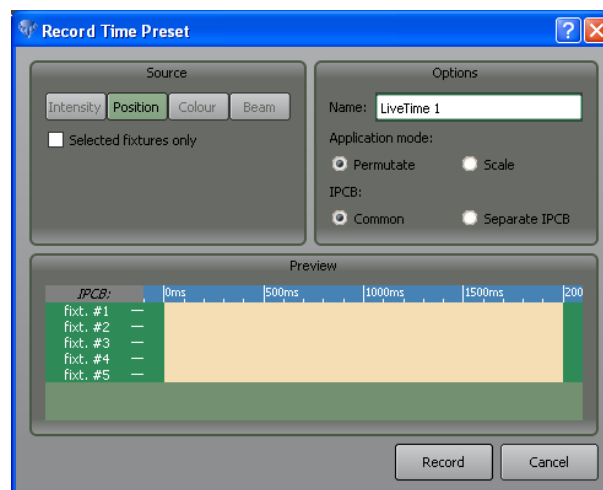 Record Time Preset
Source
Intensity Position Colour Beam
Selected fixtures only
Options
Name: LiveTime 1
Application mode:
Permutate Scale
IPCB:
Common Separate IPCB
Preview
IPCB: 0ms 500ms 1000ms 1500ms 200
fixt. #1 —
fixt. #2 —
fixt. #3 —
fixt. #4 —
fixt. #5 —
Record Cancel